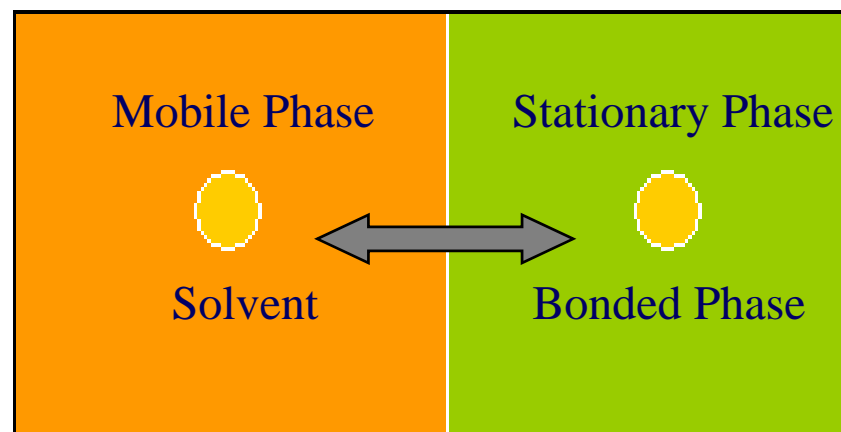 Mobile Phase
Stationary Phase
Solvent
Bonded Phase